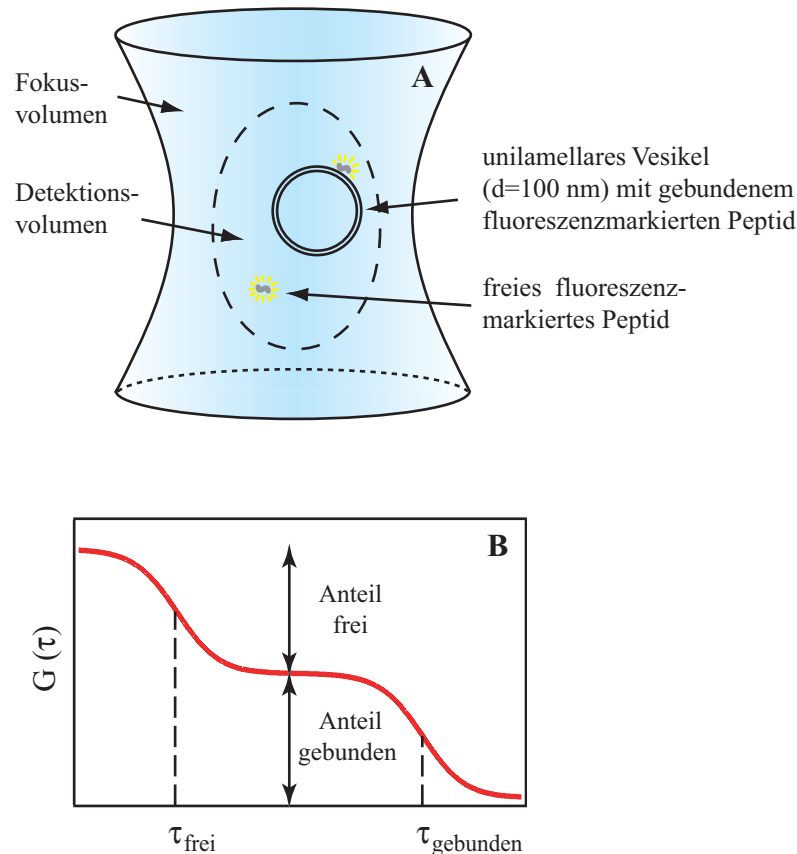 A
Fokus-
volumen
Detektions-
volumen
unilamellares Vesikel
(d=100 nm) mit gebundenem
fluoreszenzmarkierten Peptid
freies fluoreszenz-
markiertes Peptid
B
G (τ)
Anteil
frei
Anteil
gebunden
τfrei
τgebunden